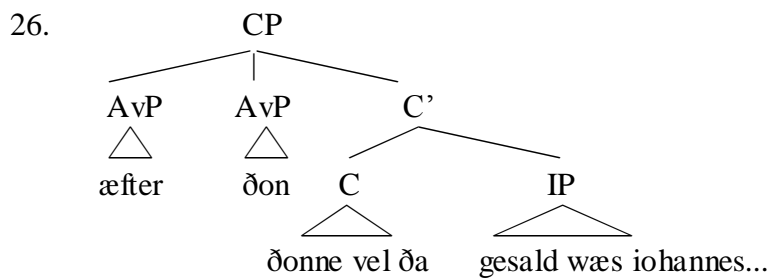 26. CP
AvP AvP C’
æfter ðon C IP
ðonne vel ða gesald wæs iohannes...